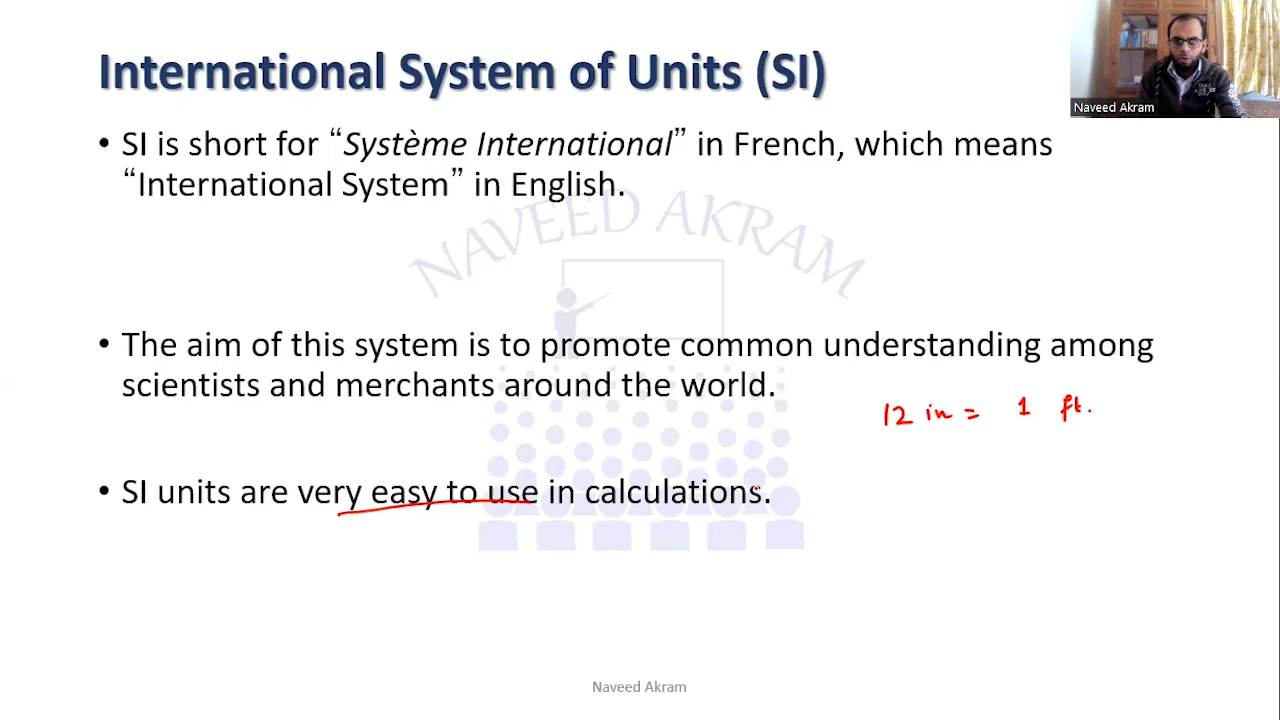 International System of Units (SI)
Naveed Akram
• SI is short for “Système International” in French, which means
“International System” in English.
NAVEED AKRAM
• The aim of this system is to promote common understanding among
scientists and merchants around the world.
12 in = 1 ft.
• SI units are very easy to use in calculations.
Naveed Akram